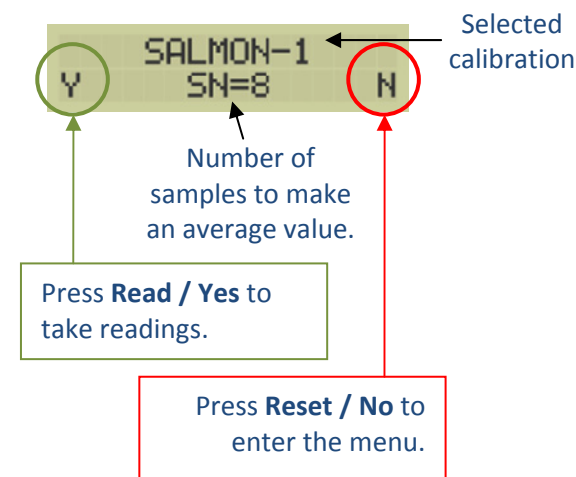 Selected
calibration
SALMON-1
Y SN=8 N
Number of
samples to make
an average value.
Press Read / Yes to
take readings.
Press Reset / No to
enter the menu.